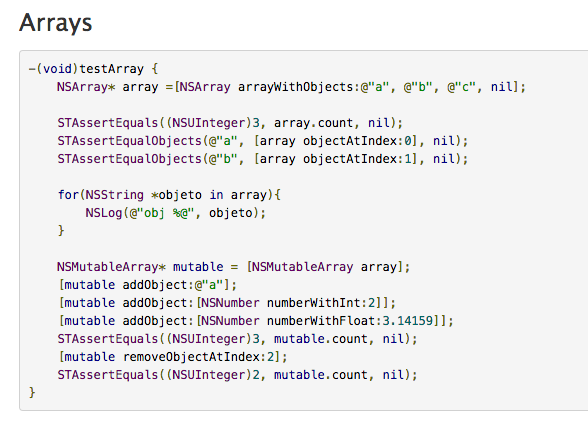 Arrays
-(void)testArray {
NSArray* array =[NSArray arrayWithObjects:@"a", @"b", @"c", nil];
STAssertEquals((NSUInteger)3, array.count, nil);
STAssertEqualObjects(@"a", [array objectAtIndex:0], nil);
STAssertEqualObjects(@"b", [array objectAtIndex:1], nil);
for(NSString *objeto in array){
NSLog(@"obj %@", objeto);
}
NSMutableArray* mutable = [NSMutableArray array];
[mutable addObject:@"a"];
[mutable addObject:[NSNumber numberWithInt:2]];
[mutable addObject:[NSNumber numberWithFloat:3.14159]];
STAssertEquals((NSUInteger)3, mutable.count, nil);
[mutable removeObjectAtIndex:2];
STAssertEquals((NSUInteger)2, mutable.count, nil);
}